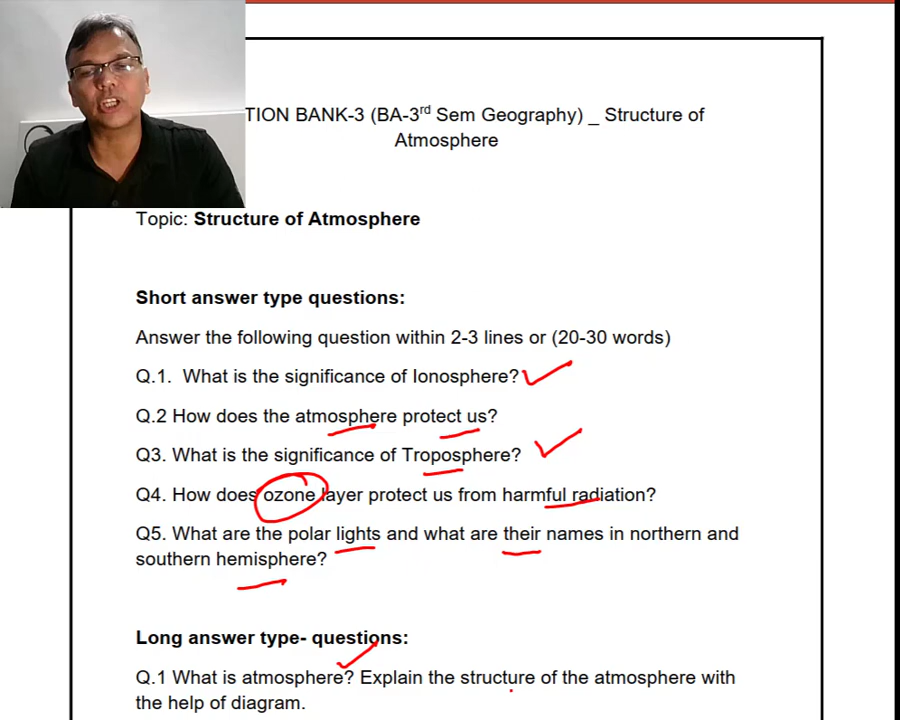 TION BANK-3 (BA-3rd Sem Geography) _ Structure of
Atmosphere
Topic: Structure of Atmosphere
Short answer type questions:
Answer the following question within 2-3 lines or (20-30 words)
Q.1. What is the significance of Ionosphere?
Q.2 How does the atmosphere protect us?
Q3. What is the significance of Troposphere?
Q4. How does ozone layer protect us from harmful radiation?
Q5. What are the polar lights and what are their names in northern and
southern hemisphere?
Long answer type- questions:
Q.1 What is atmosphere? Explain the structure of the atmosphere with
the help of diagram.